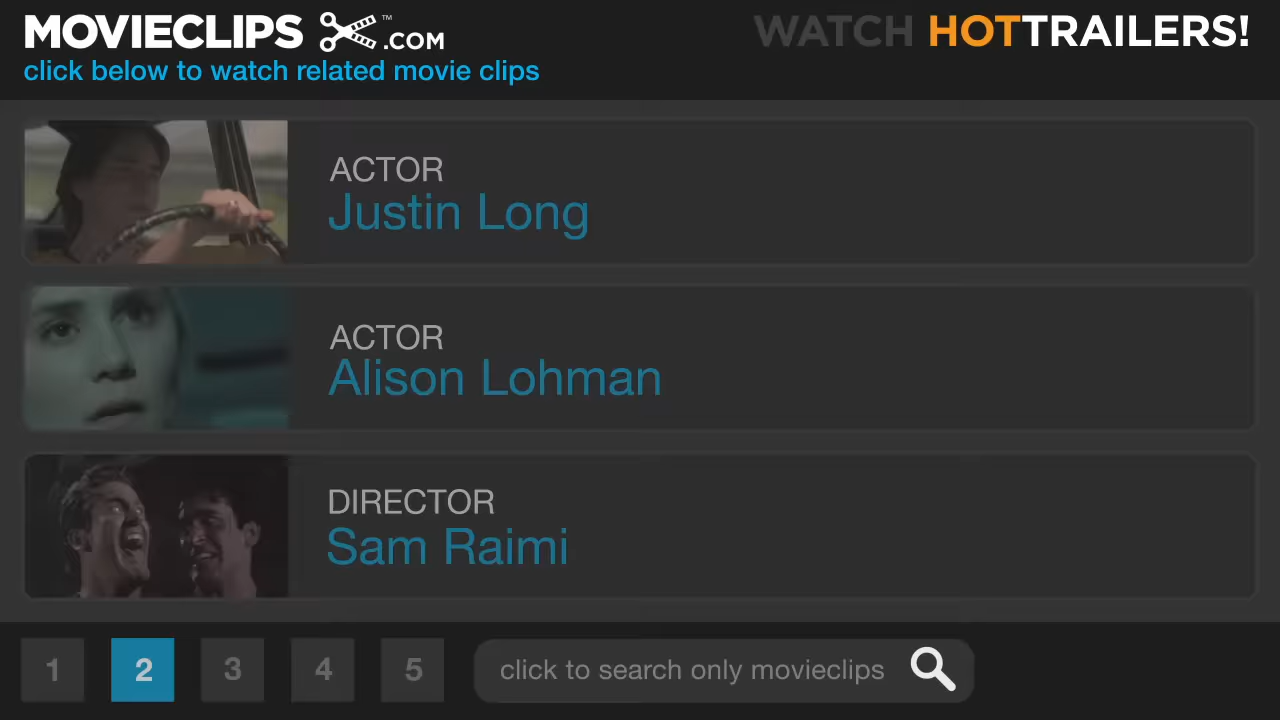 MOVIECLIPS ™ .COM
WATCH HOTTRAILERS!
click below to watch related movie clips
ACTOR
Justin Long
ACTOR
Alison Lohman
DIRECTOR
Sam Raimi
1 2 3 4 5 click to search only movieclips